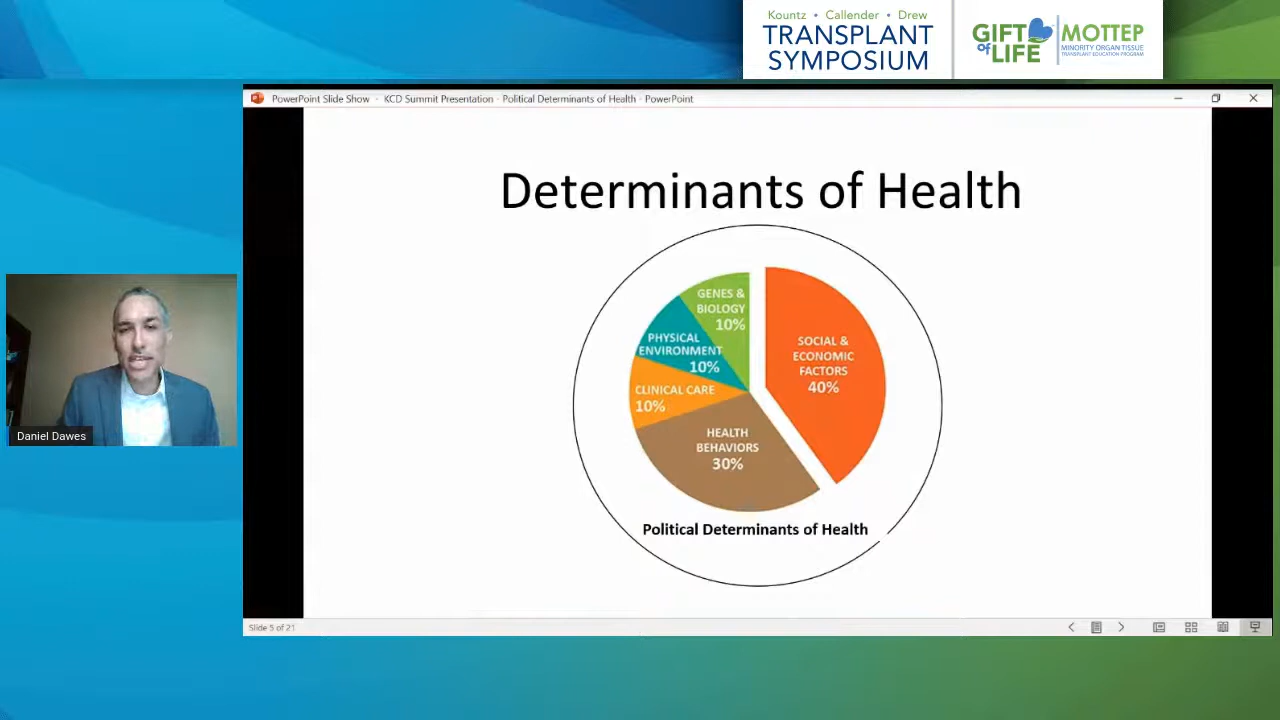 Kountz • Callender • Drew
TRANSPLANT
SYMPOSIUM
GIFT
of LIFE
MOTTEP
MINORITY ORGAN TISSUE
TRANSPLANT EDUCATION PROGRAM
PowerPoint Slide Show - KCD Summit Presentation - Political Determinants of Health - PowerPoint
Determinants of Health
GENES &
BIOLOGY
10%
PHYSICAL
ENVIRONMENT
10%
CLINICAL CARE
10%
HEALTH
BEHAVIORS
30%
SOCIAL &
ECONOMIC
FACTORS
40%
Political Determinants of Health
Daniel Dawes
Slide 5 of 21